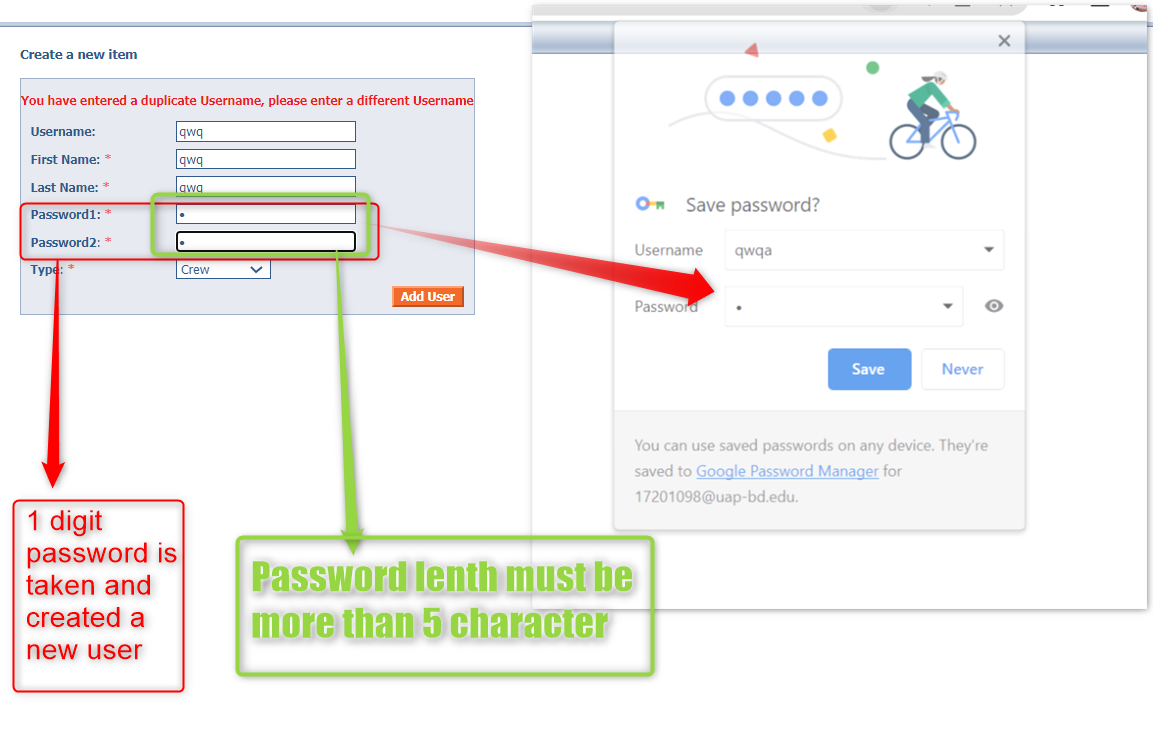 Create a new item
You have entered a duplicate Username, please enter a different Username
Username: qwq
First Name: * qwq
Last Name: * qwq
Password1: * •
Password2: * •
Type: * Crew
Add User
Save password?
Username qwqa
Password •
Save Never
You can use saved passwords on any device. They're
saved to Google Password Manager for
17201098@uap-bd.edu.
1 digit
password is
taken and
created a
new user
Password lenth must be
more than 5 character